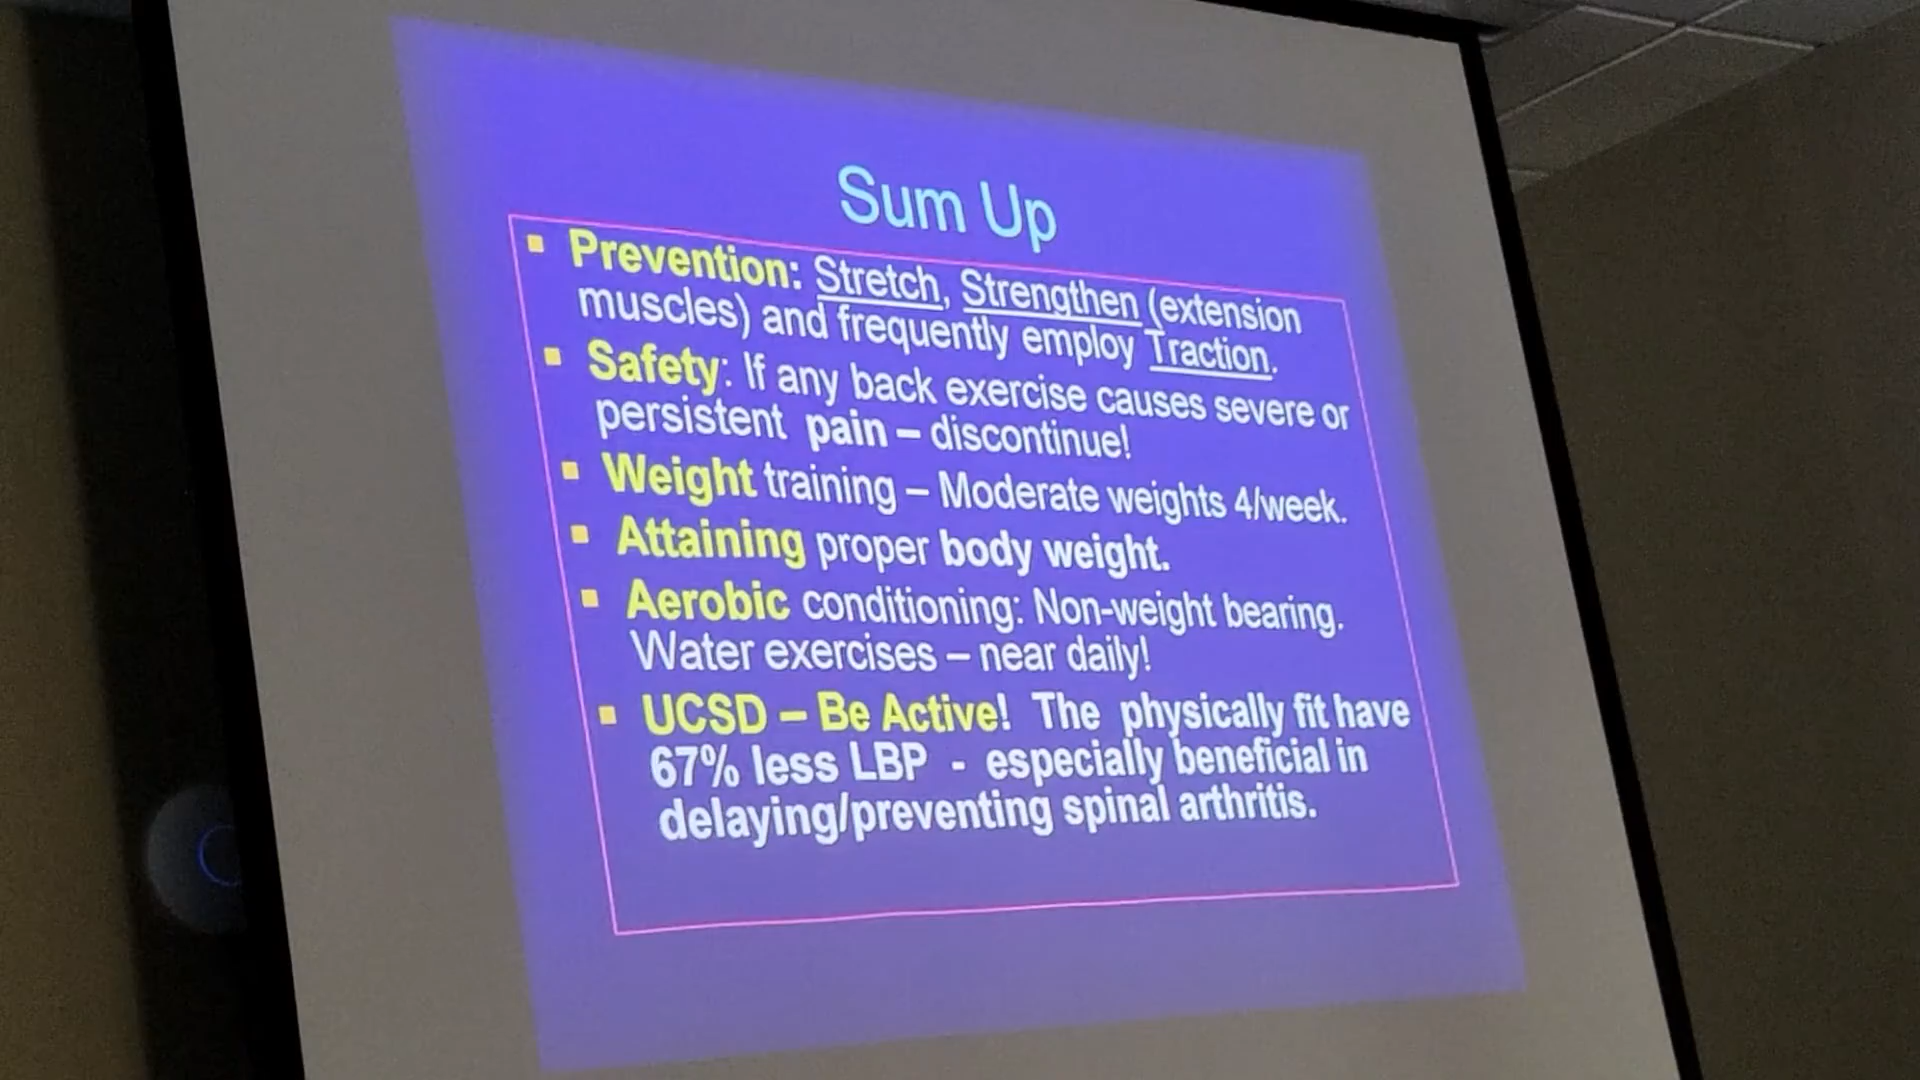 Sum Up
▪ Prevention: Stretch, Strengthen (extension
muscles) and frequently employ Traction.
▪ Safety: If any back exercise causes severe or
persistent pain – discontinue!
▪ Weight training – Moderate weights 4/week.
▪ Attaining proper body weight.
▪ Aerobic conditioning: Non-weight bearing.
Water exercises – near daily!
▪ UCSD – Be Active! The physically fit have
67% less LBP - especially beneficial in
delaying/preventing spinal arthritis.